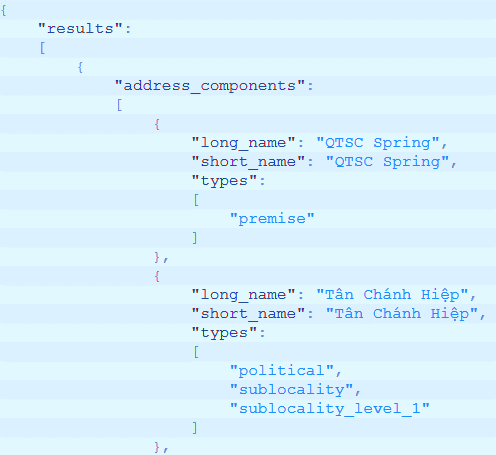 {
"results":
[
{
"address_components":
[
{
"long_name": "QTSC Spring",
"short_name": "QTSC Spring",
"types":
[
"premise"
]
},
{
"long_name": "Tân Chánh Hiệp",
"short_name": "Tân Chánh Hiệp",
"types":
[
"political",
"sublocality",
"sublocality_level_1"
]
},